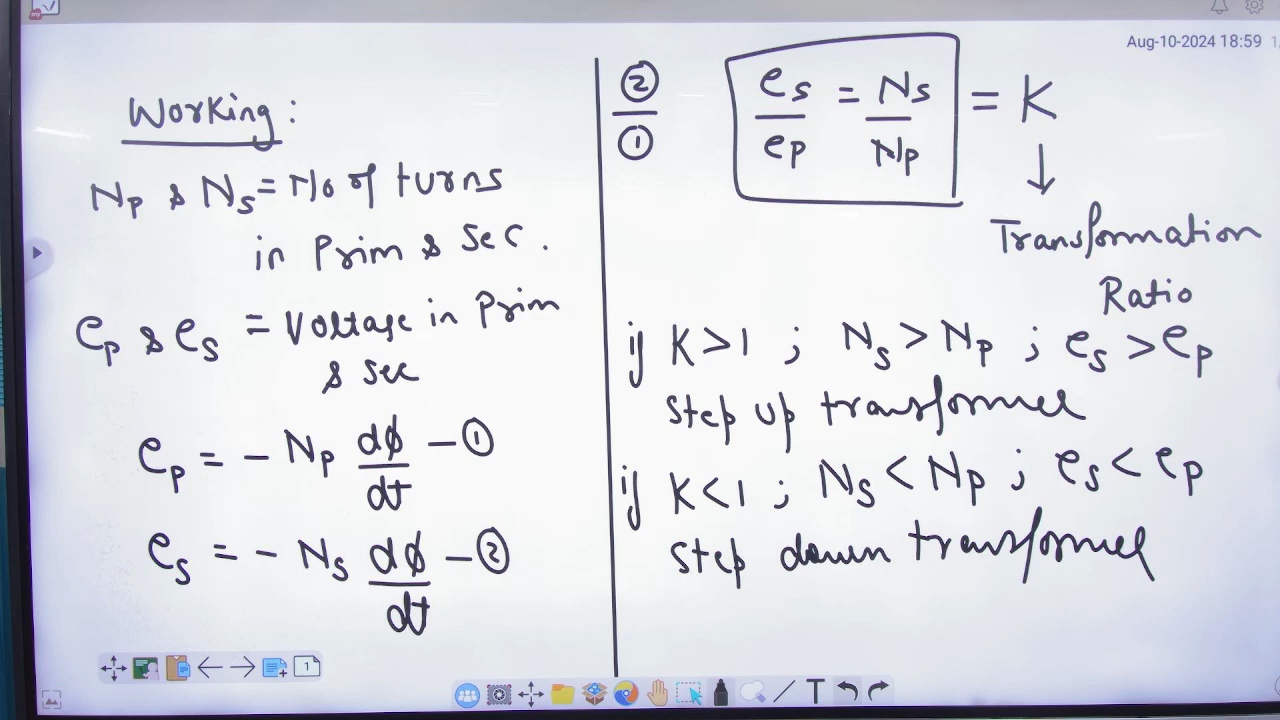 Aug-10-2024 18:59
Working:
Np & Ns = No of turns
in Prim & Sec.
ep & es = Voltage in Prim
& sec
ep = - Np dϕ/dt - ①
es = - Ns dϕ/dt - ②
②/① es/ep = Ns/Np = K
↓
Transformation
Ratio
if K > 1 ; Ns > Np ; es > ep
Step up transformer
if K < 1 ; Ns < Np ; es < ep
Step down transformer
1
T